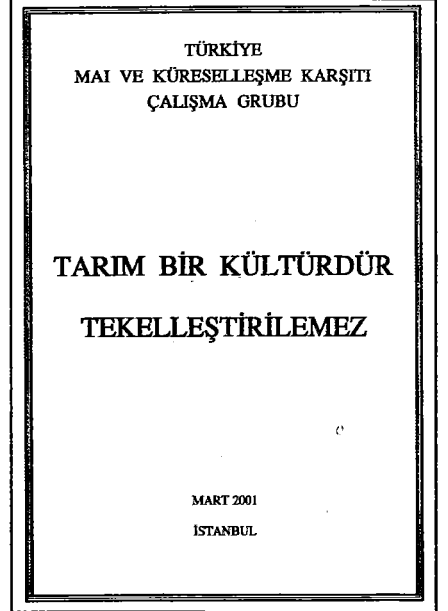 TÜRKİYE
MAI VE KÜRESELLEŞME KARŞITI
ÇALIŞMA GRUBU
TARIM BİR KÜLTÜRDÜR
TEKELLEŞTİRİLEMEZ
MART 2001
İSTANBUL